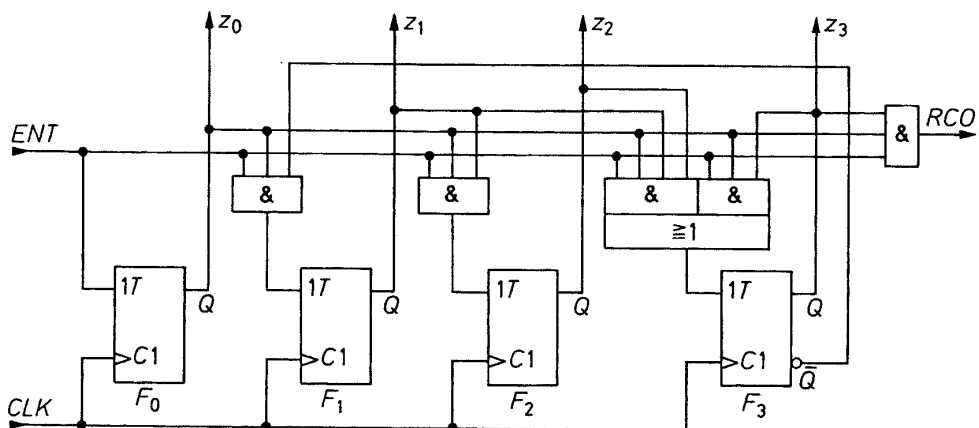 z0 z1 z2 z3
ENT
& & & & & RCO
≧1
1T Q 1T Q 1T Q 1T Q
C1 C1 C1 C1 Q̄
F0 F1 F2 F3
CLK